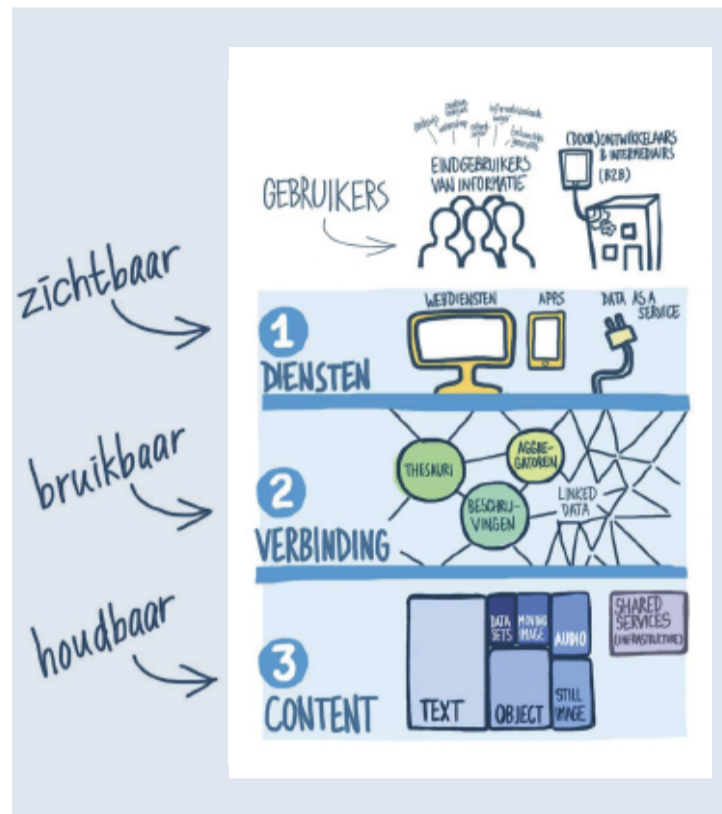 (DOOR)ONTWIKKELAARS
& INTERMEDIAIRS
(B2B)
EINDGEBRUIKERS
VAN INFORMATIE
GEBRUIKERS
zichtbaar
WEBDIENSTEN
APPS
DATA AS A
SERVICE
1
DIENSTEN
bruikbaar
THESAURI
AGGRE-
GATOREN
BESCHRIJ-
VINGEN
LINKED
DATA
2
VERBINDING
houdbaar
TEXT
DATA
SETS
MOVING
IMAGE
AUDIO
OBJECT
STILL
IMAGE
SHARED
SERVICES
(INFRASTRUCTURE)
3
CONTENT